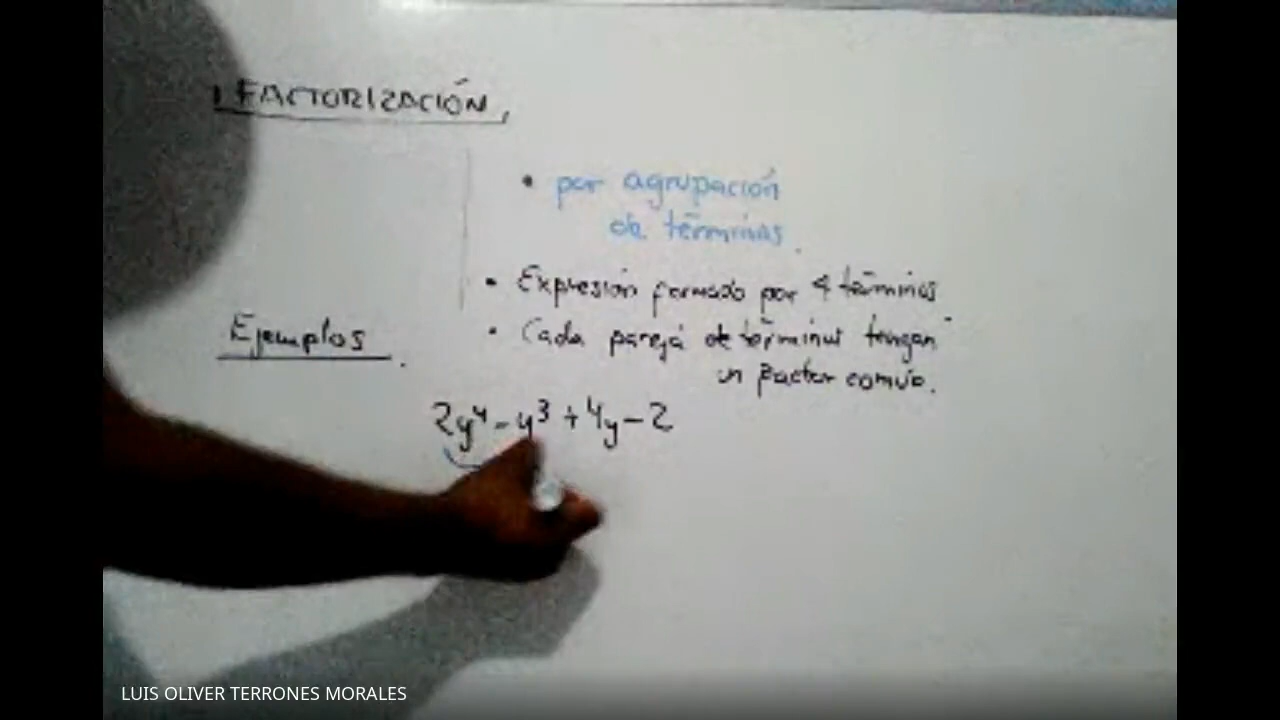 FACTORIZACIÓN
• por agrupación
de términos.
• Expresión formado por 4 términos
Ejemplos
• Cada pareja de términos tengan
un factor común.
2y⁴ - y³ + 4y - 2
LUIS OLIVER TERRONES MORALES